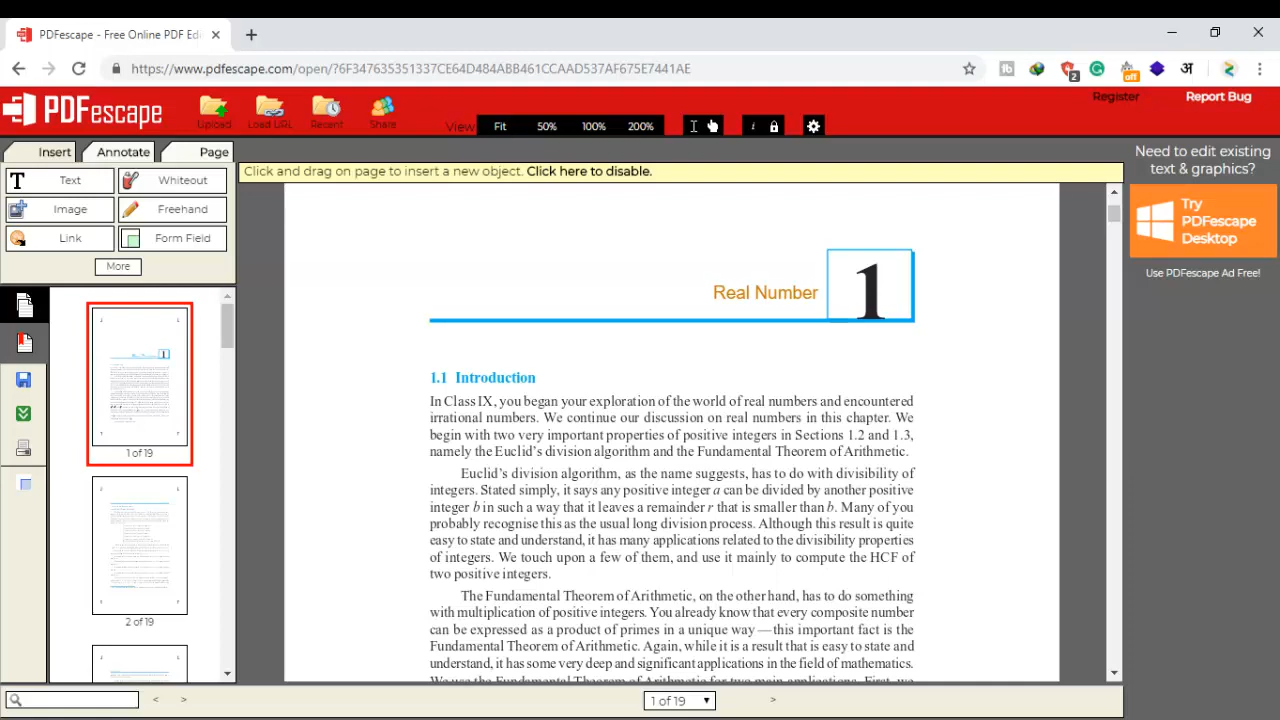 PDFescape - Free Online PDF Ed
https://www.pdfescape.com/open/?6F347635351337CE64D484ABB461CCAAD537AF675E7441AE
2
off
अ
PDFescape
Upload
Load URL
Recent
Share
View
Fit
50%
100%
200%
Register
Report Bug
Insert
Annotate
Page
Text
Whiteout
Image
Freehand
Link
Form Field
More
Click and drag on page to insert a new object. Click here to disable.
Need to edit existing
text & graphics?
Try
PDFescape
Desktop
Use PDFescape Ad Free!
1 of 19
2 of 19
Real Number
1
1.1 Introduction
In Class IX, you began your exploration of the world of real numbers and encountered
irrational numbers. We continue our discussion on real numbers in this chapter. We
begin with two very important properties of positive integers in Sections 1.2 and 1.3,
namely the Euclid's division algorithm and the Fundamental Theorem of Arithmetic.
Euclid's division algorithm, as the name suggests, has to do with divisibility of
integers. Stated simply, it says any positive integer a can be divided by another positive
integer b in such a way that it leaves a remainder r that is smaller than b. Many of you
probably recognise this as the usual long division process. Although this result is quite
easy to state and understand, it has many applications related to the divisibility properties
of integers. We touch upon a few of them, and use it mainly to compute the HCF of
two positive integers.
The Fundamental Theorem of Arithmetic, on the other hand, has to do something
with multiplication of positive integers. You already know that every composite number
can be expressed as a product of primes in a unique way — this important fact is the
Fundamental Theorem of Arithmetic. Again, while it is a result that is easy to state and
understand, it has some very deep and significant applications in the field of mathematics.
We use the Fundamental Theorem of Arithmetic for two main applications. First, we
< >
1 of 19
>